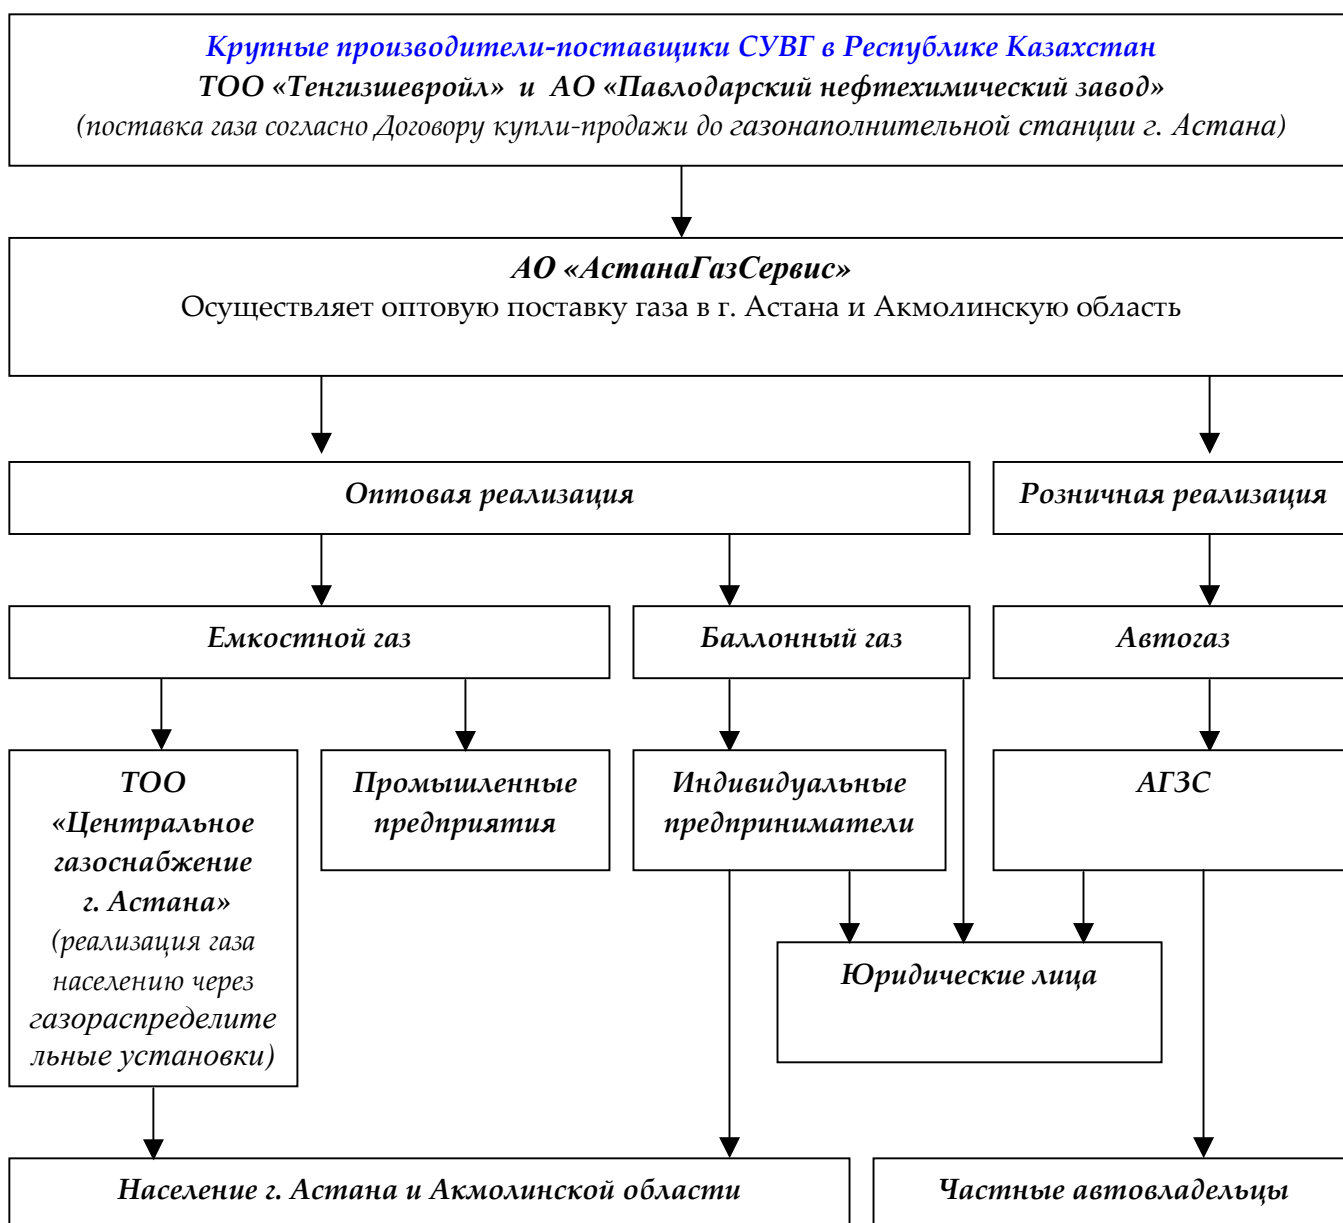 Крупные производители-поставщики СУВГ в Республике Казахстан
ТОО «Тенгизшевройл» и АО «Павлодарский нефтехимический завод»
(поставка газа согласно Договору купли-продажи до газонаполнительной станции г. Астана)
АО «АстанаГазСервис»
Осуществляет оптовую поставку газа в г. Астана и Акмолинскую область
Оптовая реализация
Розничная реализация
Емкостной газ
Баллонный газ
Автогаз
ТОО
«Центральное
газоснабжение
г. Астана»
(реализация газа
населению через
газораспределите
льные установки)
Промышленные
предприятия
Индивидуальные
предприниматели
АГЗС
Юридические лица
Население г. Астана и Акмолинской области
Частные автовладельцы